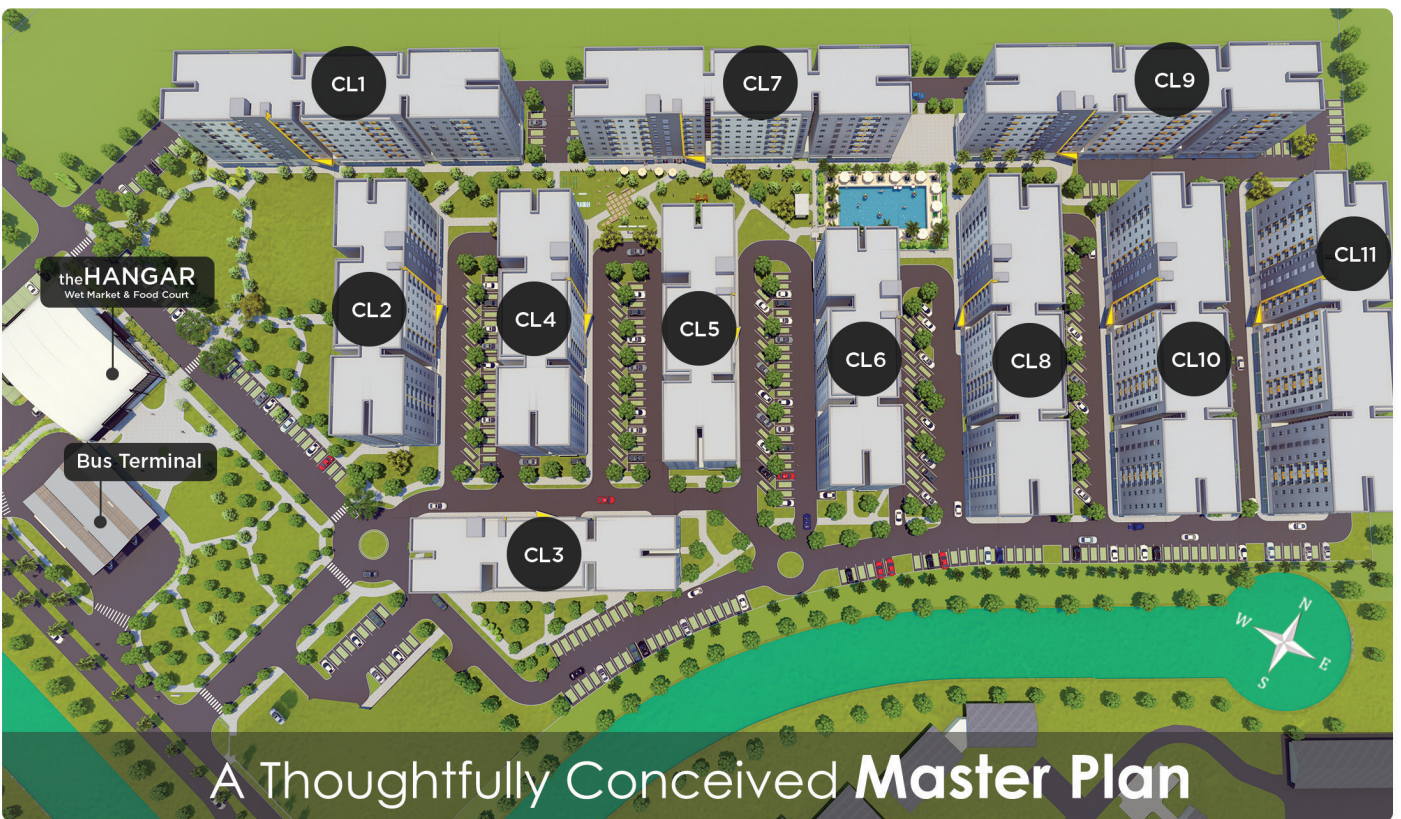 CL1
CL7
CL9
theHANGAR
Wet Market & Food Court
CL2
CL4
CL5
CL6
CL8
CL10
CL11
Bus Terminal
CL3
N
W
E
S
A Thoughtfully Conceived Master Plan